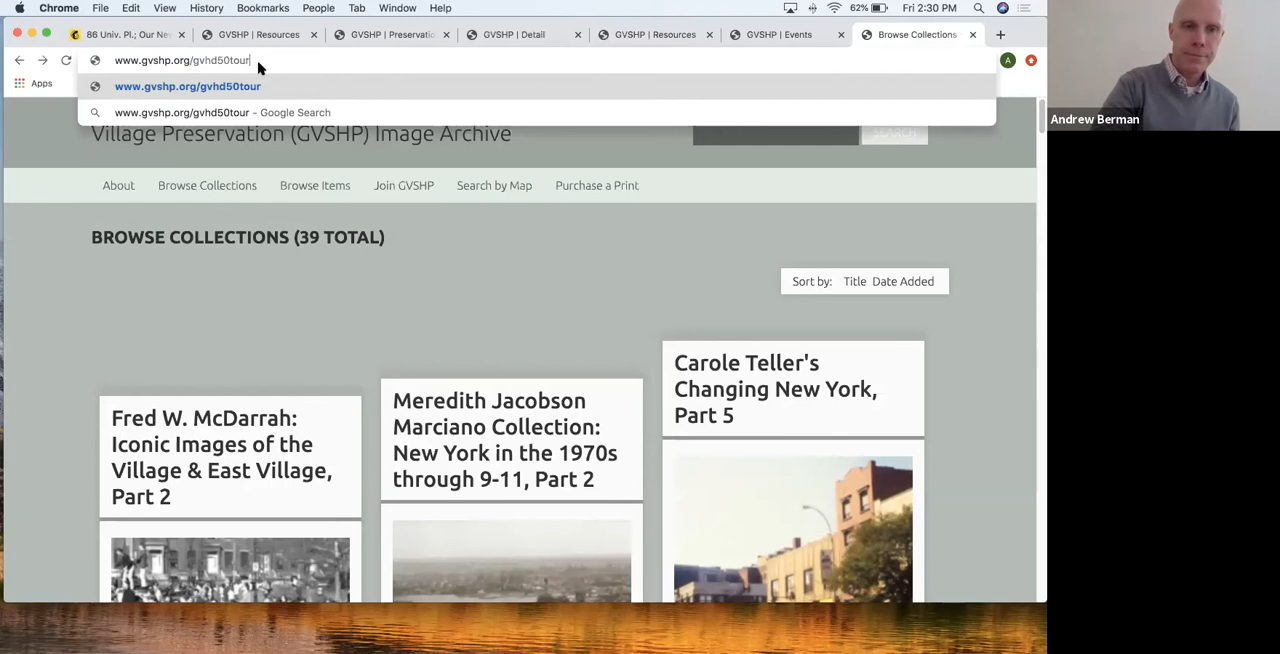 Chrome File Edit View History Bookmarks People Tab Window Help 62% Fri 2:30 PM
86 Univ. Pl.; Our Ne GVSHP | Resources GVSHP | Preservatio GVSHP | Detail GVSHP | Resources GVSHP | Events Browse Collections
www.gvshp.org/gvhd50tour
A
Apps
www.gvshp.org/gvhd50tour
www.gvshp.org/gvhd50tour - Google Search
Village Preservation (GVSHP) Image Archive
SEARCH
Andrew Berman
About Browse Collections Browse Items Join GVSHP Search by Map Purchase a Print
BROWSE COLLECTIONS (39 TOTAL)
Sort by: Title Date Added
Fred W. McDarrah:
Iconic Images of the
Village & East Village,
Part 2
Meredith Jacobson
Marciano Collection:
New York in the 1970s
through 9-11, Part 2
Carole Teller's
Changing New York,
Part 5